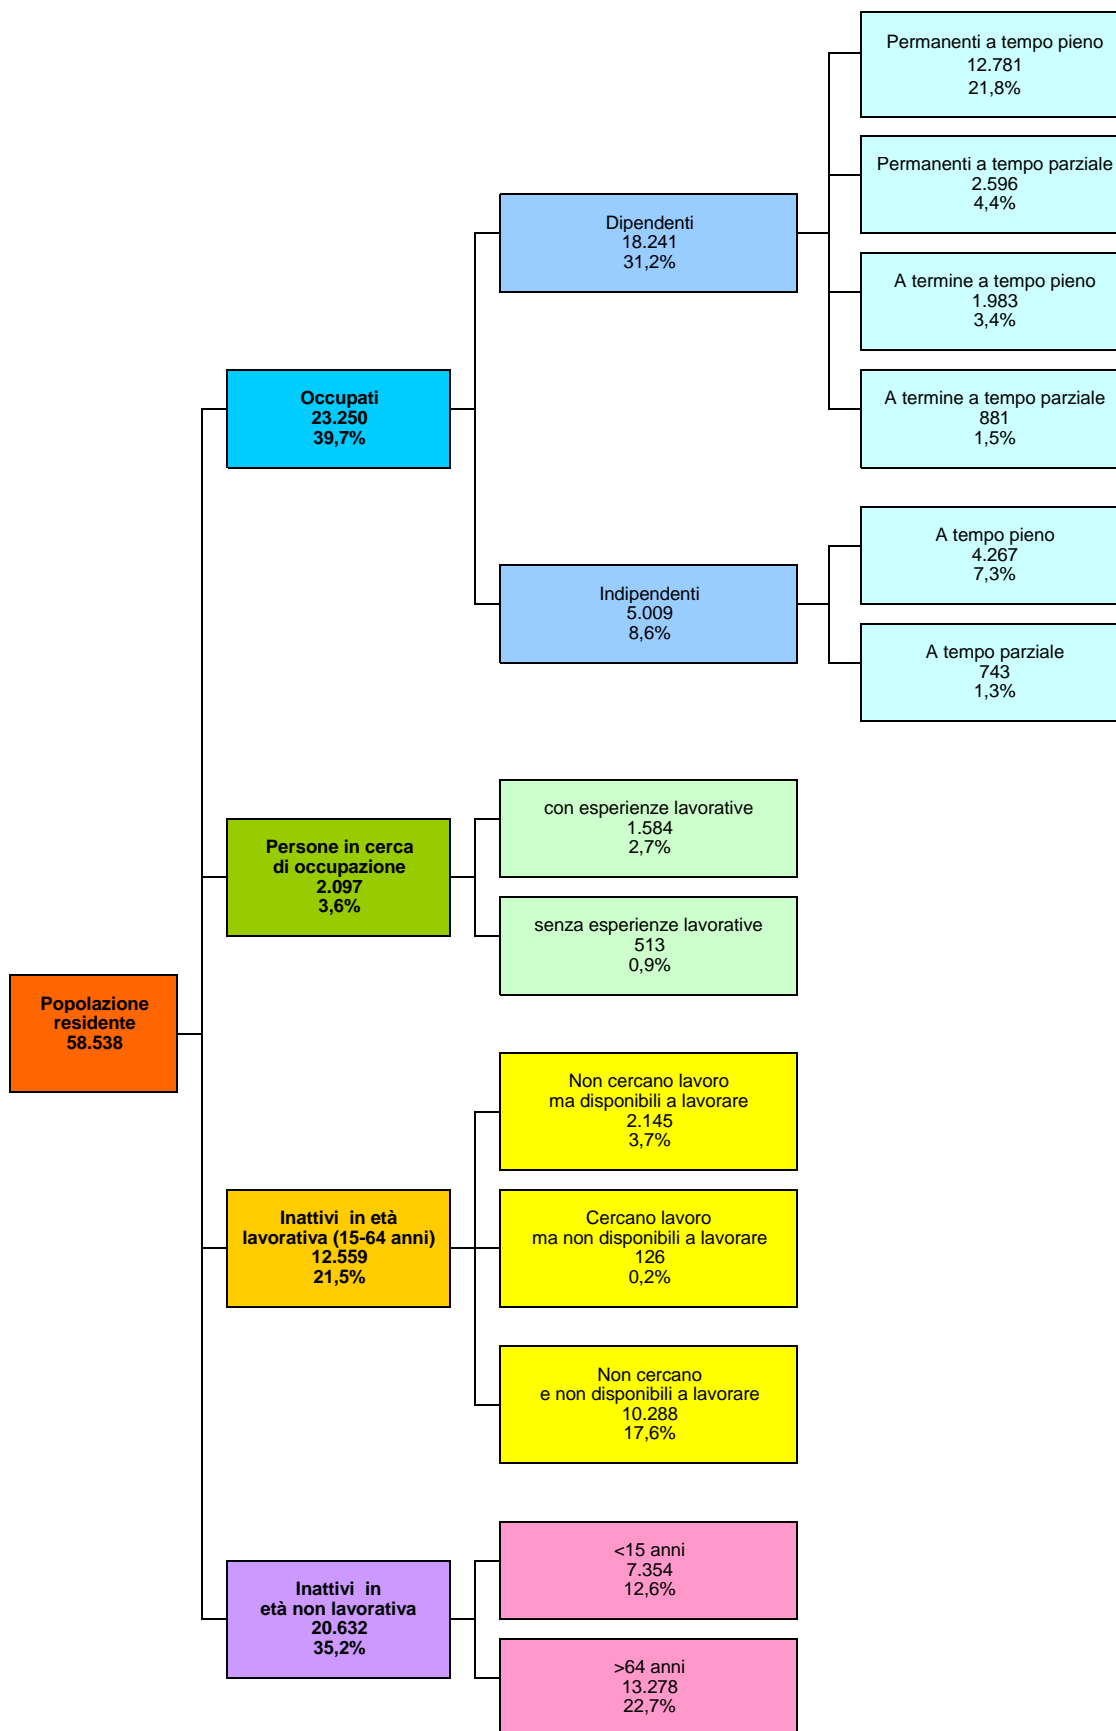 Permanenti a tempo pieno
12.781
21,8%
Permanenti a tempo parziale
2.596
4,4%
Dipendenti
18.241
31,2%
A termine a tempo pieno
1.983
3,4%
Occupati
23.250
39,7%
A termine a tempo parziale
881
1,5%
A tempo pieno
4.267
7,3%
Indipendenti
5.009
8,6%
A tempo parziale
743
1,3%
con esperienze lavorative
1.584
2,7%
Persone in cerca
di occupazione
2.097
3,6%
senza esperienze lavorative
513
0,9%
Popolazione
residente
58.538
Non cercano lavoro
ma disponibili a lavorare
2.145
3,7%
Inattivi  in età
lavorativa (15-64 anni)
12.559
21,5%
Cercano lavoro
ma non disponibili a lavorare
126
0,2%
Non cercano
e non disponibili a lavorare
10.288
17,6%
<15 anni
7.354
12,6%
Inattivi  in
età non lavorativa
20.632
35,2%
>64 anni
13.278
22,7%